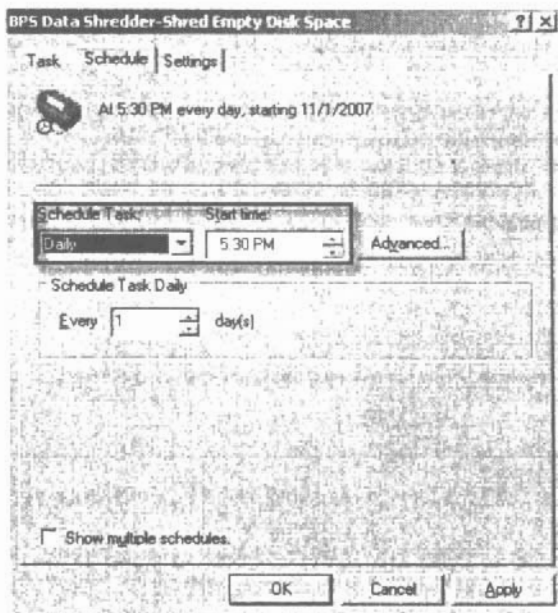 BPS Data Shredder-Shred Empty Disk Space
Task Schedule Settings
At 5:30 PM every day, starting 11/1/2007
Schedule Task: Start time:
Daily 5:30 PM Advanced...
Schedule Task Daily
Every 1 day(s)
Show multiple schedules.
OK Cancel Apply